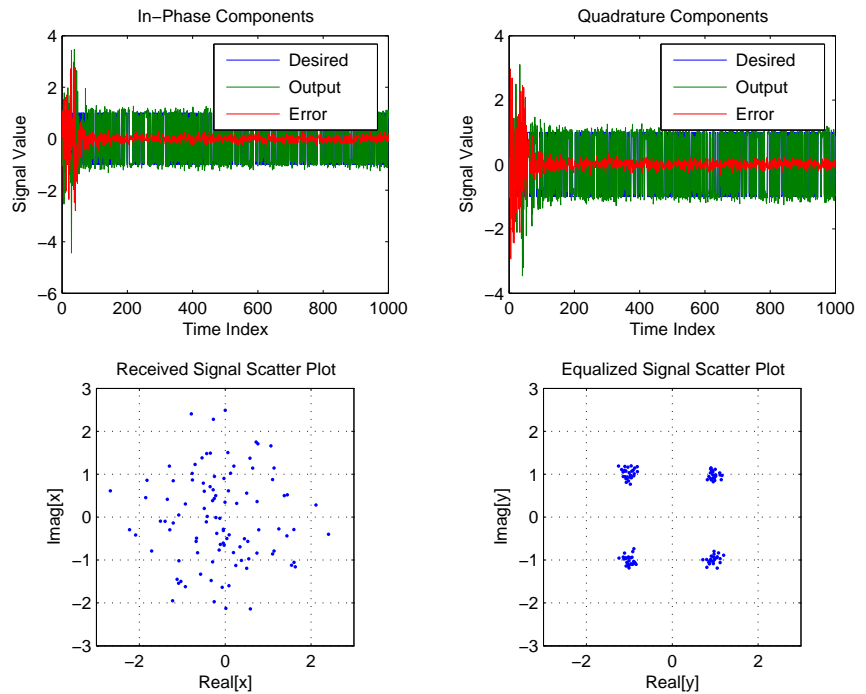 In−Phase Components
4
2
0
−2
−4
−6
Signal Value
0
200
400
600
800
1000
Time Index
Desired
Output
Error
Quadrature Components
4
2
0
−2
−4
Signal Value
0
200
400
600
800
1000
Time Index
Desired
Output
Error
Received Signal Scatter Plot
3
2
1
0
−1
−2
−3
Imag[x]
−2
0
2
Real[x]
Equalized Signal Scatter Plot
3
2
1
0
−1
−2
−3
Imag[y]
−2
0
2
Real[y]